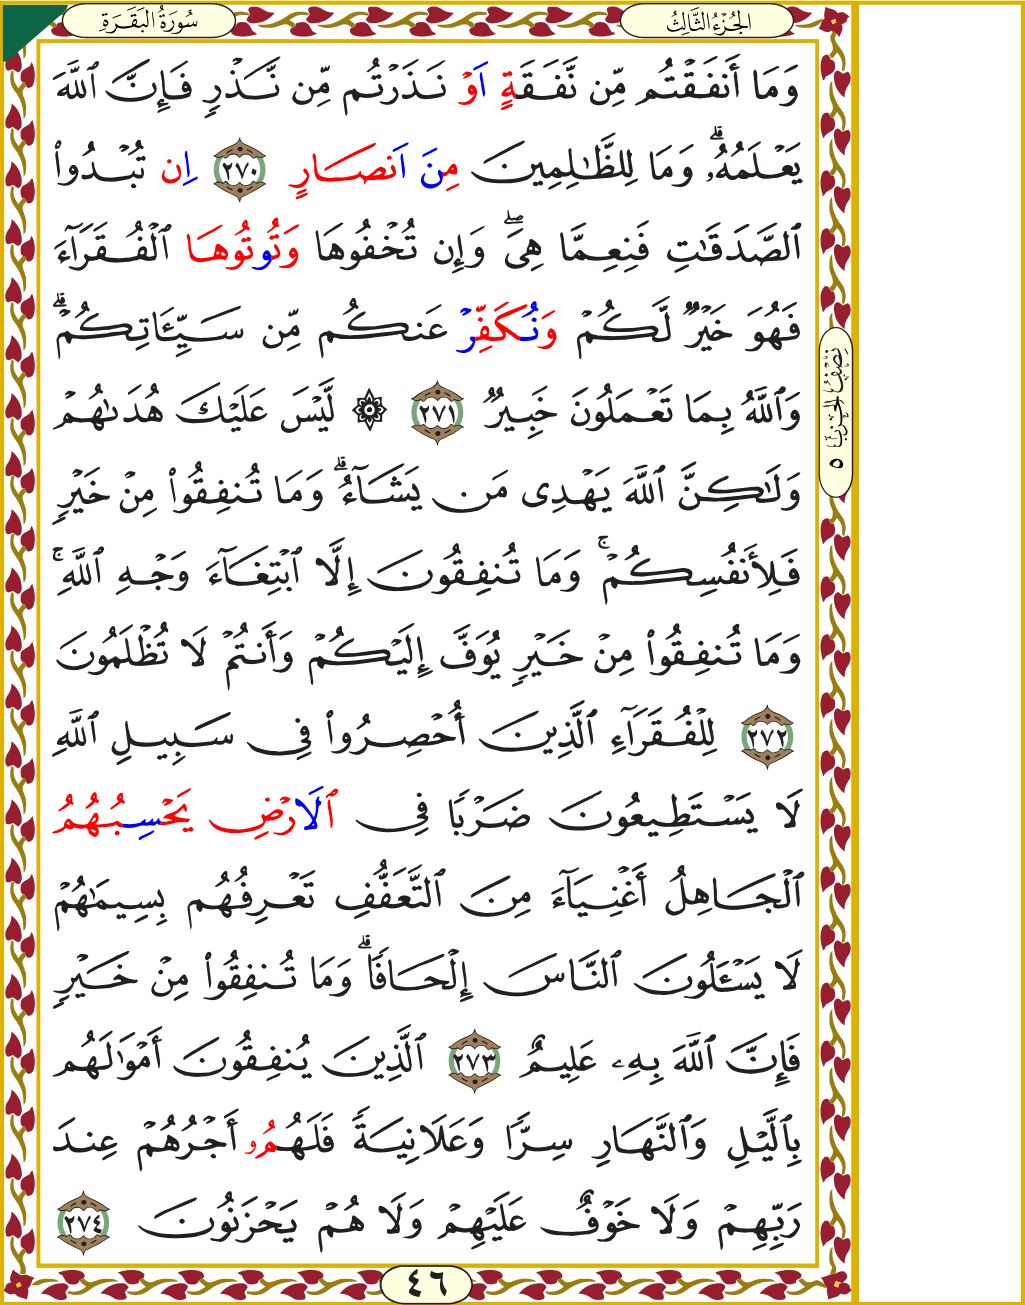 الجُزْءُ الثَّالِثُ
سُورَةُ البَقَرَةِ
وَمَا أَنفَقْتُم مِّن نَّفَقَةٍ اَوْ نَذَرْتُم مِّن نَّذْرٍ فَإِنَّ ٱللَّهَ
يَعْلَمُهُۥۗ وَمَا لِلظَّٰلِمِينَ مِنَ اَنصَارٍ ٢٧٠ اِن تُبْدُوا۟
ٱلصَّدَقَٰتِ فَنِعِمَّا هِىَۖ وَإِن تُخْفُوهَا وَتُوتُوهَا ٱلْفُقَرَآءَ
فَهُوَ خَيْرٌ لَّكُمْ وَنُكَفِّرْ عَنكُم مِّن سَيِّـَٔاتِكُمْۗ
وَٱللَّهُ بِمَا تَعْمَلُونَ خَبِيرٌ ٢٧١ ۞ لَّيْسَ عَلَيْكَ هُدَىٰهُمْ
وَلَٰكِنَّ ٱللَّهَ يَهْدِى مَن يَشَآءُۗ وَمَا تُنفِقُوا۟ مِنْ خَيْرٍ
فَلِأَنفُسِكُمْۚ وَمَا تُنفِقُونَ إِلَّا ٱبْتِغَآءَ وَجْهِ ٱللَّهِۚ
وَمَا تُنفِقُوا۟ مِنْ خَيْرٍ يُوَفَّ إِلَيْكُمْ وَأَنتُمْ لَا تُظْلَمُونَ
٢٧٢ لِلْفُقَرَآءِ ٱلَّذِينَ أُحْصِرُوا۟ فِى سَبِيلِ ٱللَّهِ
لَا يَسْتَطِيعُونَ ضَرْبًا فِى ٱلَارْضِ يَحْسِبُهُمُ
ٱلْجَاهِلُ أَغْنِيَآءَ مِنَ ٱلتَّعَفُّفِ تَعْرِفُهُم بِسِيمَٰهُمْ
لَا يَسْـَٔلُونَ ٱلنَّاسَ إِلْحَافًاۗ وَمَا تُنفِقُوا۟ مِنْ خَيْرٍ
فَإِنَّ ٱللَّهَ بِهِۦ عَلِيمٌ ٢٧٣ ٱلَّذِينَ يُنفِقُونَ أَمْوَٰلَهُم
بِٱلَّيْلِ وَٱلنَّهَارِ سِرًّا وَعَلَانِيَةً فَلَهُمُۥ أَجْرُهُمْ عِندَ
رَبِّهِمْ وَلَا خَوْفٌ عَلَيْهِمْ وَلَا هُمْ يَحْزَنُونَ ٢٧٤
نِصْفُ الحِزْبِ ٥
٤٦